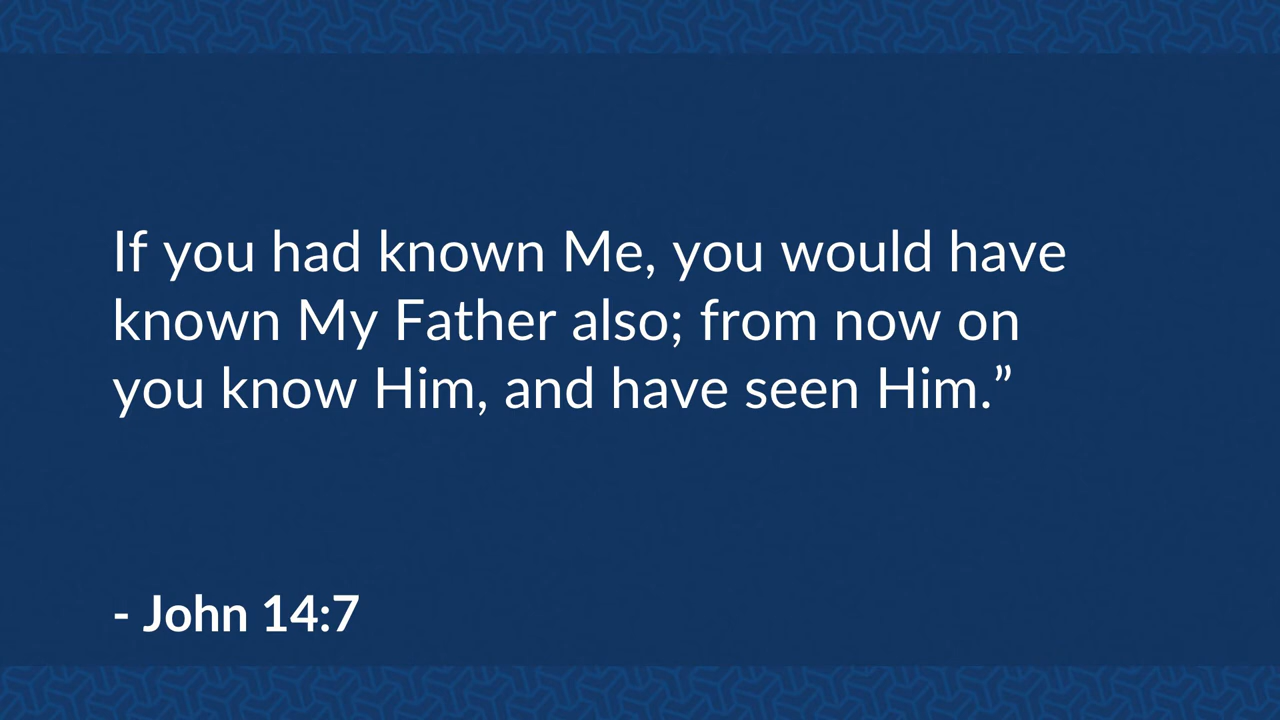 If you had known Me, you would have
known My Father also; from now on
you know Him, and have seen Him.”
- John 14:7